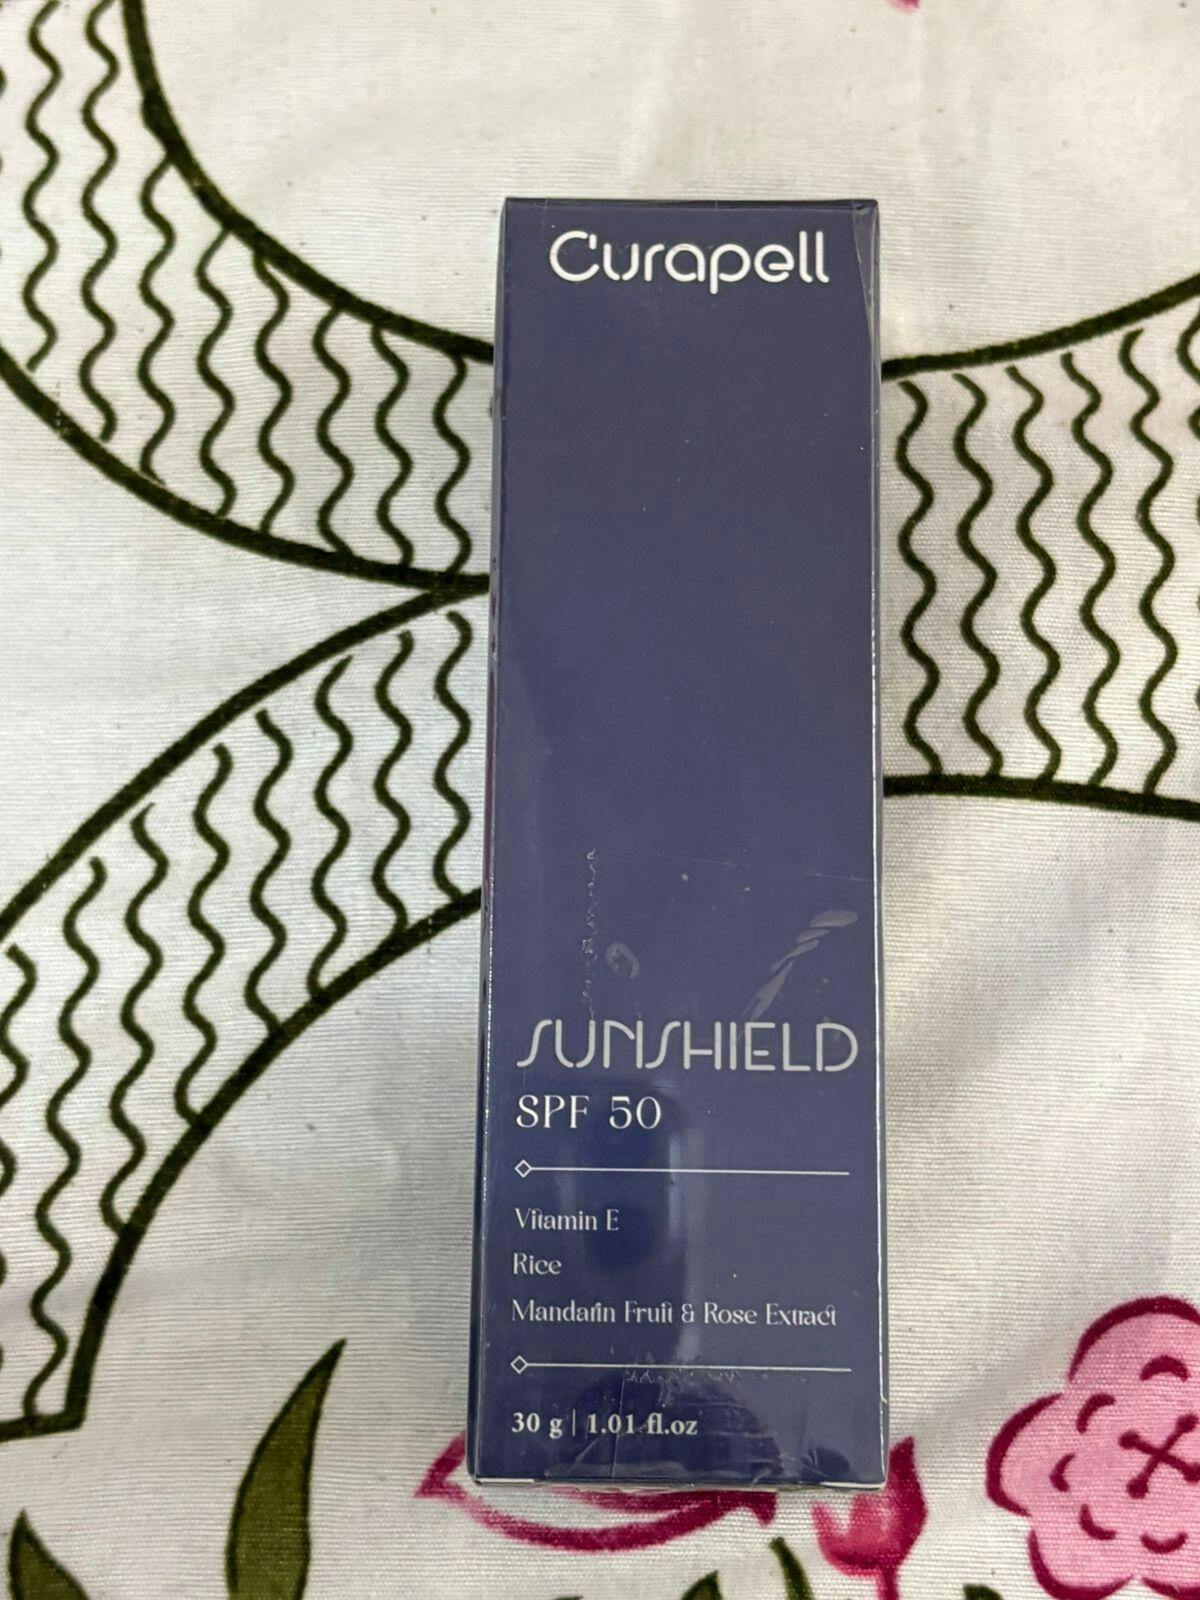 Curapell
SUNSHIELD
SPF 50
Vitamin E
Rice
Mandarin Fruit & Rose Extract
30 g | 1.01 fl.oz